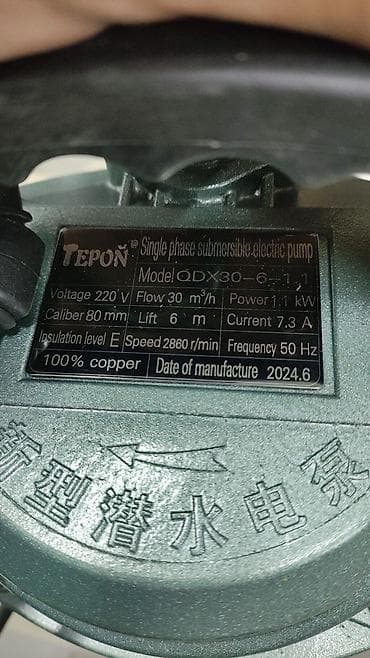 TEPOŇ® Single phase submersible electric pump
Model QDX30-6-1.1
Voltage 220 V Flow 30 m³/h Power 1.1 kW
Caliber 80 mm Lift 6 m Current 7.3 A
Insulation level E Speed 2860 r/min Frequency 50 Hz
100% copper Date of manufacture 2024.6
新型潜水电泵